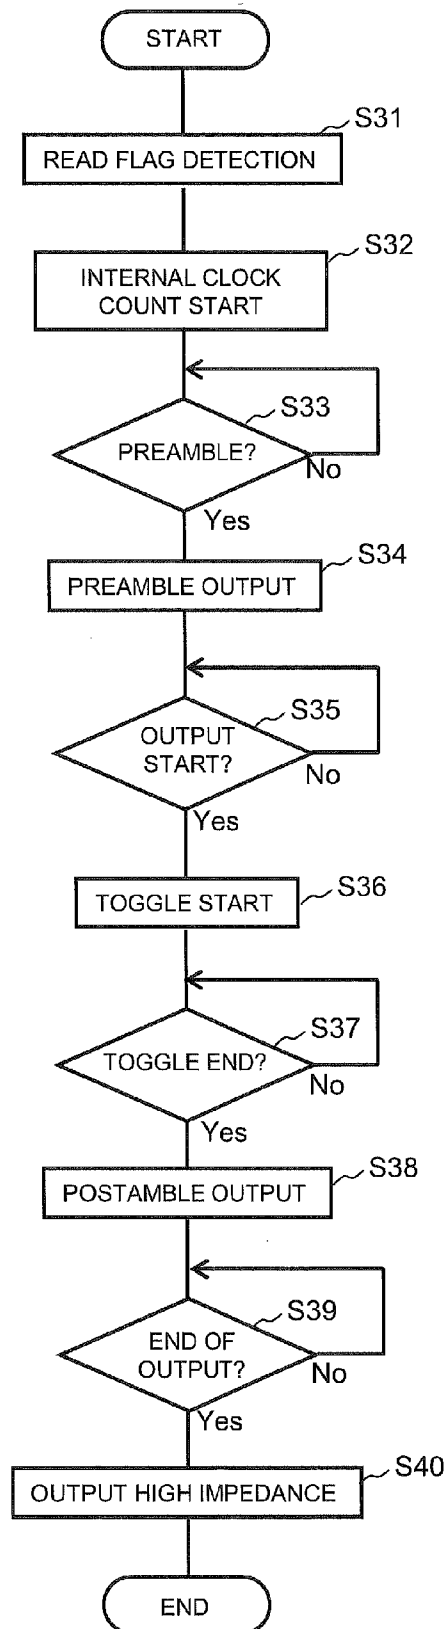 START
S31
READ FLAG DETECTION
S32
INTERNAL CLOCK
COUNT START
S33
PREAMBLE?
No
Yes
S34
PREAMBLE OUTPUT
S35
OUTPUT
START?
No
Yes
S36
TOGGLE START
S37
TOGGLE END?
No
Yes
S38
POSTAMBLE OUTPUT
S39
END OF
OUTPUT?
No
Yes
S40
OUTPUT HIGH IMPEDANCE
END